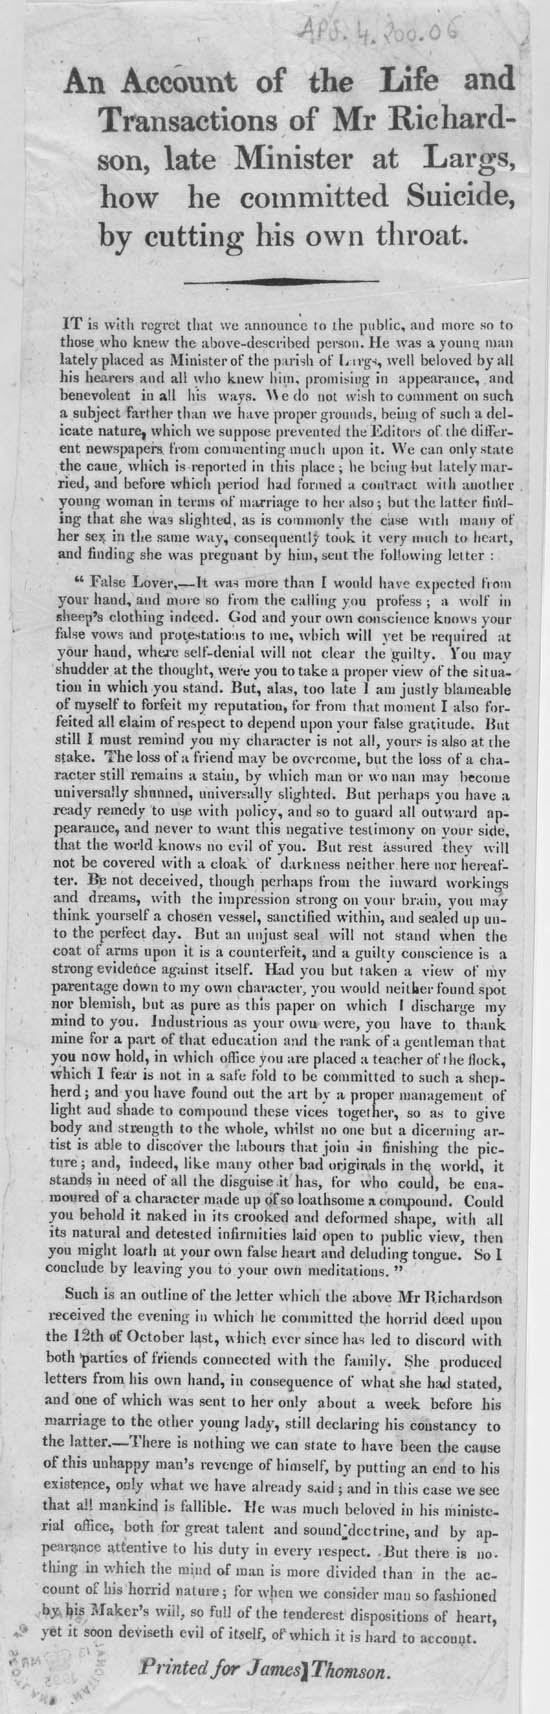 APS. 4. 200. 06
An Account of the Life and
Transactions of Mr Richard-
son, late Minister at Largs,
how he committed Suicide,
by cutting his own throat.
IT is with regret that we announce to the public, and more so to
those who knew the above-described person. He was a young man
lately placed as Minister of the parish of Largs, well beloved by all
his hearers and all who knew him, promising in appearance, and
benevolent in all his ways. We do not wish to comment on such
a subject farther than we have proper grounds, being of such a del-
icate nature, which we suppose prevented the Editors of the differ-
ent newspapers from commenting much upon it. We can only state
the caue, which is reported in this place; he being but lately mar-
ried, and before which period had formed a contract with another
young woman in terms of marriage to her also; but the latter find-
ing that she was slighted, as is commonly the case with many of
her sex in the same way, consequently took it very much to heart,
and finding she was pregnant by him, sent the following letter :
“ False Lover,—It was more than I would have expected from
your hand, and more so from the calling you profess; a wolf in
sheep's clothing indeed. God and your own conscience knows your
false vows and protestations to me, which will yet be required at
your hand, where self-denial will not clear the guilty. You may
shudder at the thought, were you to take a proper view of the situa-
tion in which you stand. But, alas, too late I am justly blameable
of myself to forfeit my reputation, for from that moment I also for-
feited all claim of respect to depend upon your false gratitude. But
still I must remind you my character is not all, yours is also at the
stake. The loss of a friend may be overcome, but the loss of a cha-
racter still remains a stain, by which man or wo nan may become
universally shunned, universally slighted. But perhaps you have a
ready remedy to use with policy, and so to guard all outward ap-
pearance, and never to want this negative testimony on your side,
that the world knows no evil of you. But rest assured they will
not be covered with a cloak of darkness neither here nor hereaf-
ter. Be not deceived, though perhaps from the inward workings
and dreams, with the impression strong on your brain, you may
think yourself a chosen vessel, sanctified within, and sealed up un-
to the perfect day. But an unjust seal will not stand when the
coat of arms upon it is a counterfeit, and a guilty conscience is a
strong evidence against itself. Had you but taken a view of my
parentage down to my own character, you would neither found spot
nor blemish, but as pure as this paper on which I discharge my
mind to you. Industrious as your own were, you have to thank
mine for a part of that education and the rank of a gentleman that
you now hold, in which office you are placed a teacher of the flock,
which I fear is not in a safe fold to be committed to such a shep-
herd; and you have found out the art by a proper management of
light and shade to compound these vices together, so as to give
body and strength to the whole, whilst no one but a dicerning ar-
tist is able to discover the labours that join in finishing the pic-
ture; and, indeed, like many other bad originals in the world, it
stands in need of all the disguise it has, for who could, be ena-
moured of a character made up of so loathsome a compound. Could
you behold it naked in its crooked and deformed shape, with all
its natural and detested infirmities laid open to public view, then
you might loath at your own false heart and deluding tongue. So I
conclude by leaving you to your own meditations. ”
Such is an outline of the letter which the above Mr Richardson
received the evening in which he committed the horrid deed upon
the 12th of October last, which ever since has led to discord with
both parties of friends connected with the family. She produced
letters from his own hand, in consequence of what she had stated,
and one of which was sent to her only about a week before his
marriage to the other young lady, still declaring his constancy to
the latter.—There is nothing we can state to have been the cause
of this unhappy man's revenge of himself, by putting an end to his
existence, only what we have already said; and in this case we see
that all mankind is fallible. He was much beloved in his ministe-
rial office, both for great talent and sound doctrine, and by ap-
pearance attentive to his duty in every respect. But there is no-
thing in which the mind of man is more divided than in the ac-
count of his horrid nature; for when we consider man so fashioned
by his Maker's will, so full of the tenderest dispositions of heart,
yet it soon deviseth evil of itself, of which it is hard to account.
Printed for James Thomson.